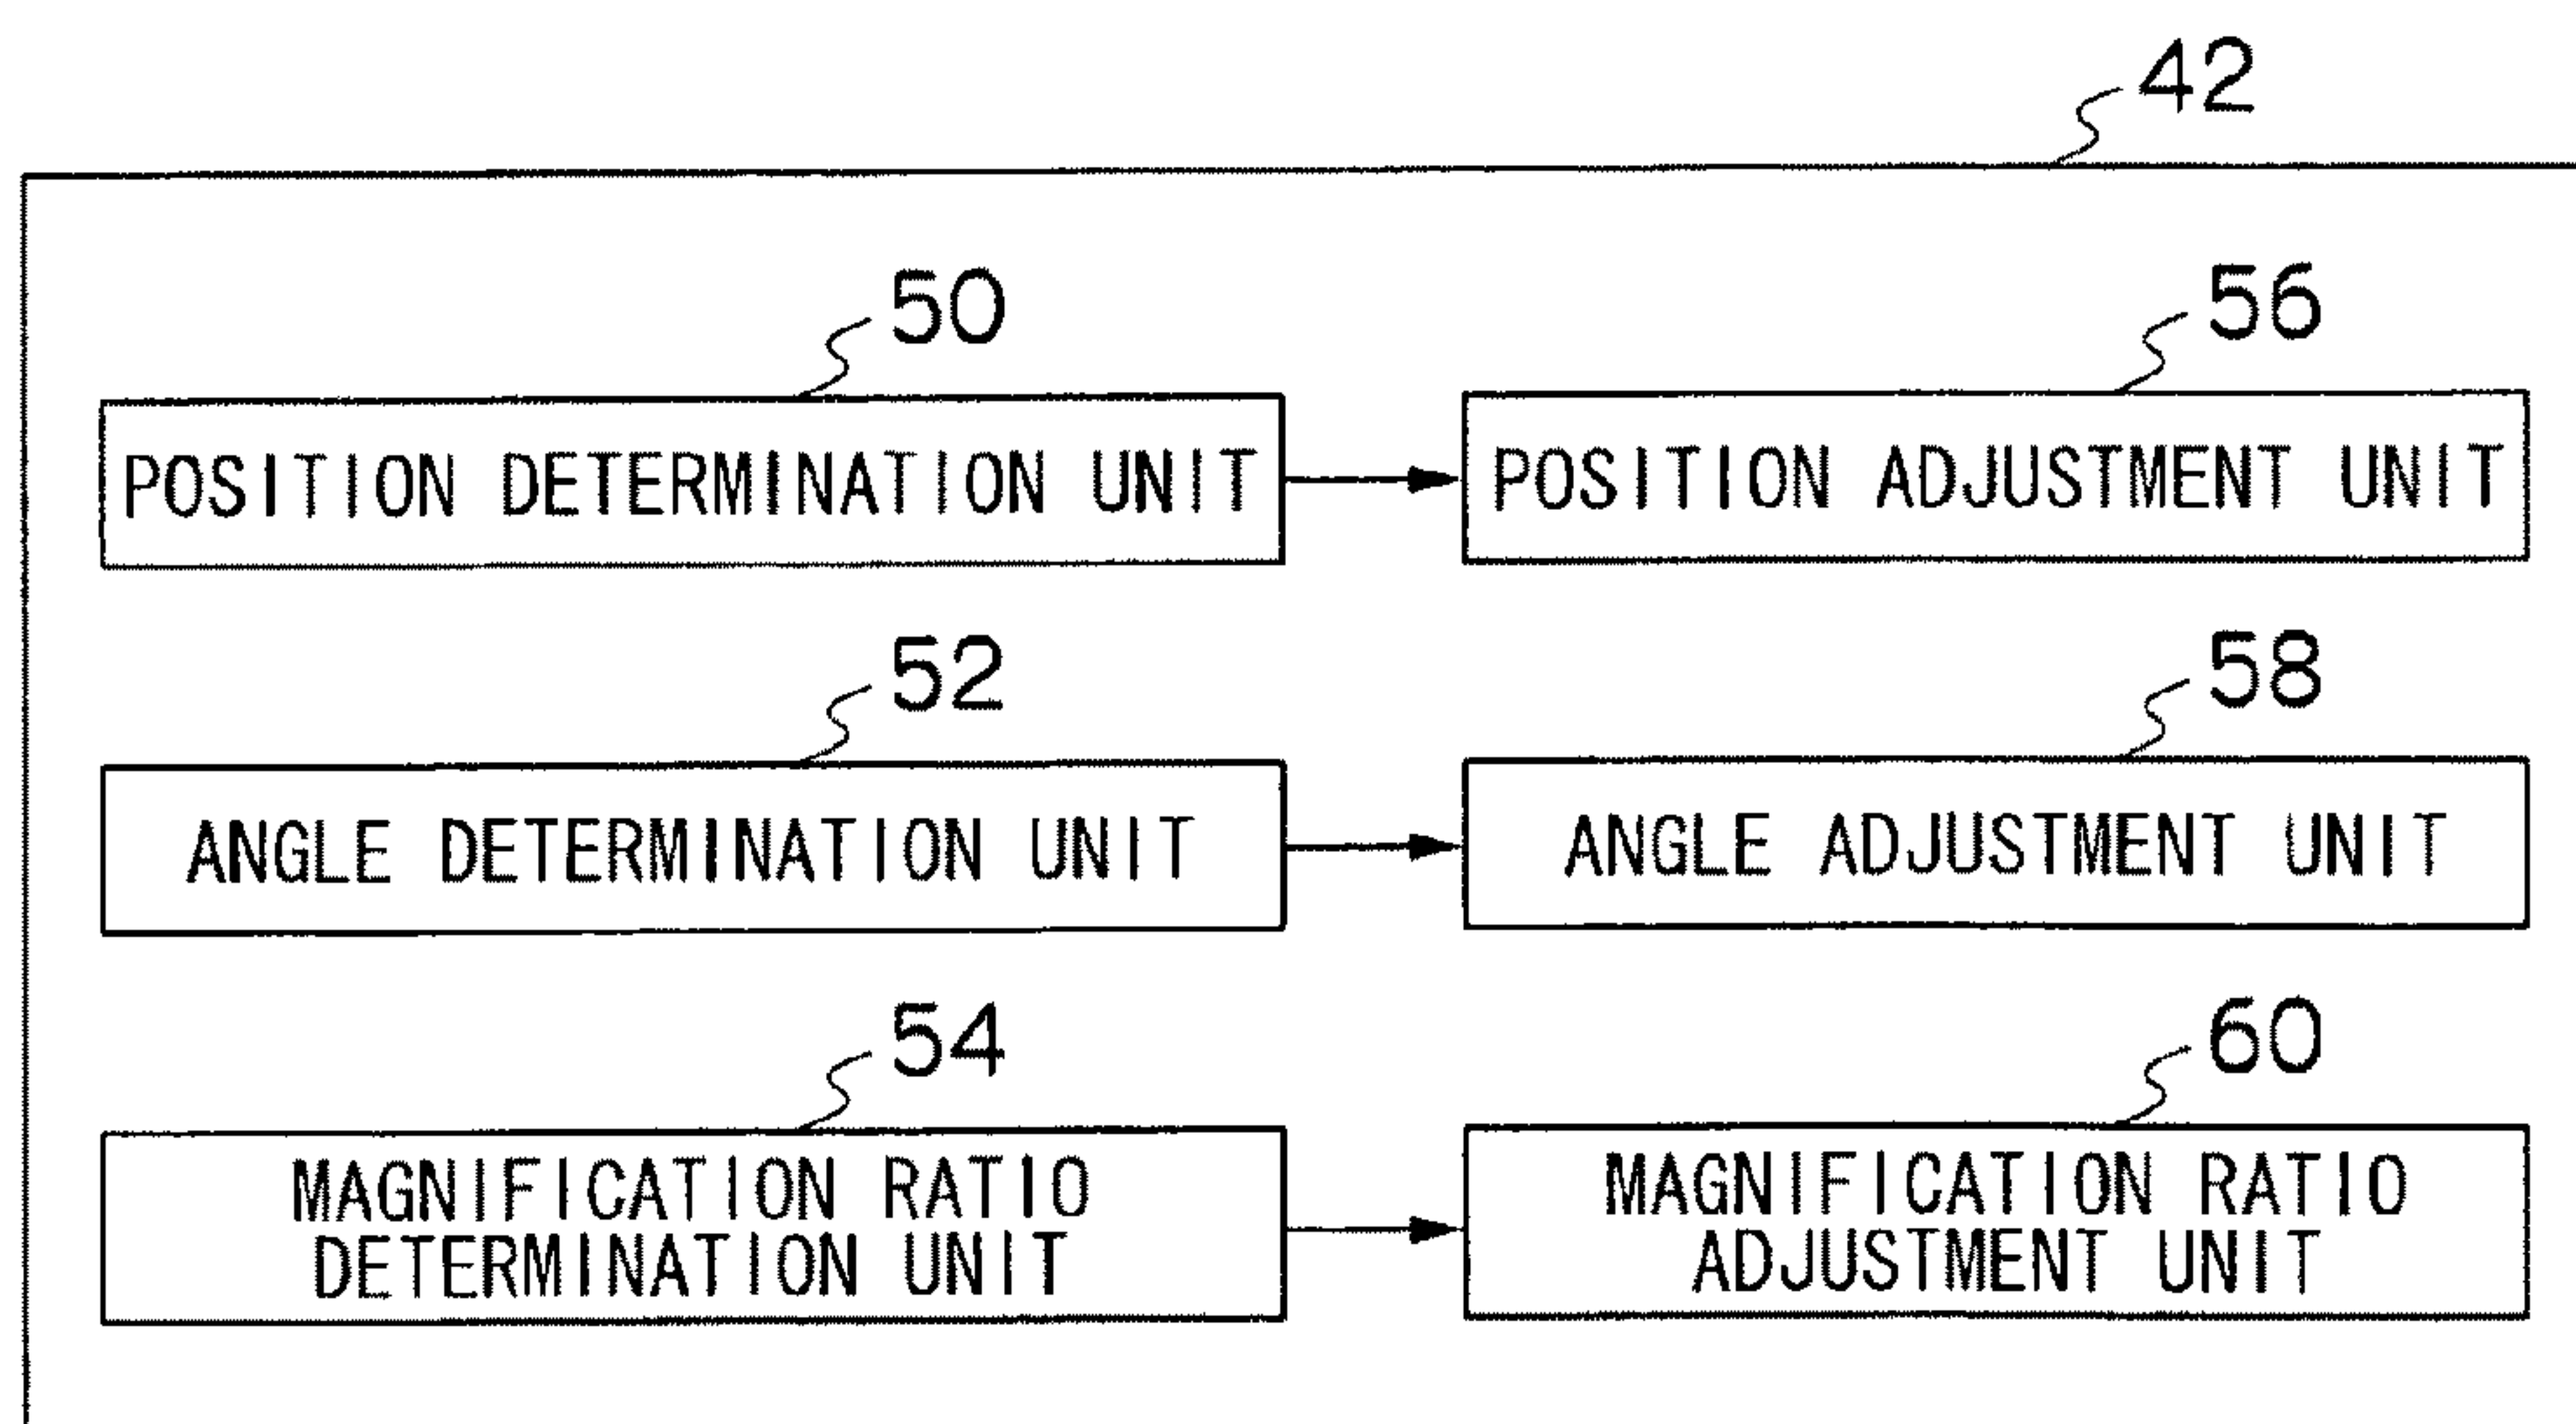 42
50
56
POSITION DETERMINATION UNIT
POSITION ADJUSTMENT UNIT
52
58
ANGLE DETERMINATION UNIT
ANGLE ADJUSTMENT UNIT
54
60
MAGNIFICATION RATIO
DETERMINATION UNIT
MAGNIFICATION RATIO
ADJUSTMENT UNIT